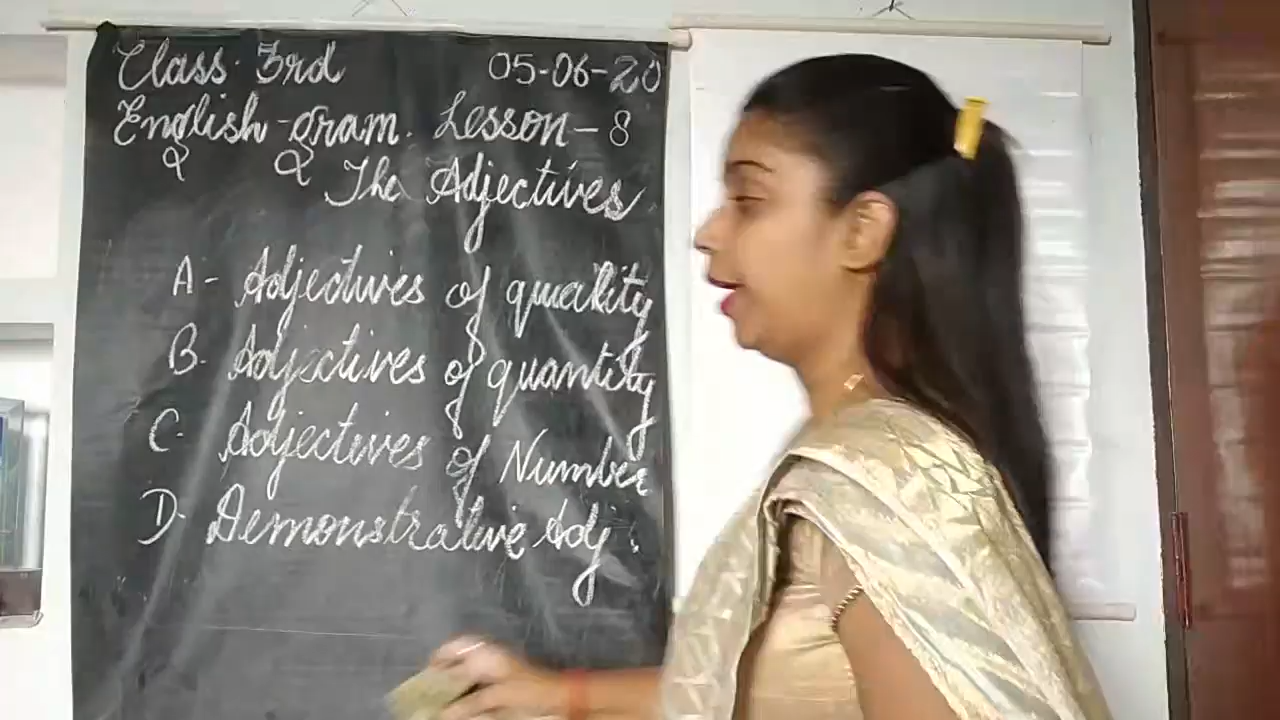 Class. 3rd 05-06-20
English-gram. Lesson-8
The Adjectives
A- Adjectives of quality
B. Adjectives of quantity
C. Adjectives of Number
D. Demonstrative Adj.